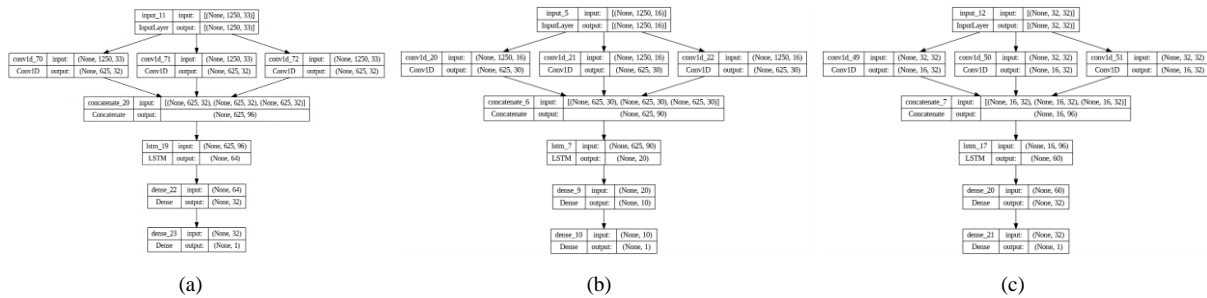 input_11 input: [(None, 1250, 33)]
InputLayer output: [(None, 1250, 33)]
conv1d_70 input: (None, 1250, 33) conv1d_71 input: (None, 1250, 33) conv1d_72 input: (None, 1250, 33)
Conv1D output: (None, 625, 32) Conv1D output: (None, 625, 32) Conv1D output: (None, 625, 32)
concatenate_20 input: [(None, 625, 32), (None, 625, 32), (None, 625, 32)]
Concatenate output: (None, 625, 96)
lstm_19 input: (None, 625, 96)
LSTM output: (None, 64)
dense_22 input: (None, 64)
Dense output: (None, 32)
dense_23 input: (None, 32)
Dense output: (None, 1)
(a)
input_5 input: [(None, 1250, 16)]
InputLayer output: [(None, 1250, 16)]
conv1d_20 input: (None, 1250, 16) conv1d_21 input: (None, 1250, 16) conv1d_22 input: (None, 1250, 16)
Conv1D output: (None, 625, 30) Conv1D output: (None, 625, 30) Conv1D output: (None, 625, 30)
concatenate_6 input: [(None, 625, 30), (None, 625, 30), (None, 625, 30)]
Concatenate output: (None, 625, 90)
lstm_7 input: (None, 625, 90)
LSTM output: (None, 20)
dense_9 input: (None, 20)
Dense output: (None, 10)
dense_10 input: (None, 10)
Dense output: (None, 1)
(b)
input_12 input: [(None, 32, 32)]
InputLayer output: [(None, 32, 32)]
conv1d_49 input: (None, 32, 32) conv1d_50 input: (None, 32, 32) conv1d_51 input: (None, 32, 32)
Conv1D output: (None, 16, 32) Conv1D output: (None, 16, 32) Conv1D output: (None, 16, 32)
concatenate_7 input: [(None, 16, 32), (None, 16, 32), (None, 16, 32)]
Concatenate output: (None, 16, 96)
lstm_17 input: (None, 16, 96)
LSTM output: (None, 60)
dense_20 input: (None, 60)
Dense output: (None, 32)
dense_21 input: (None, 32)
Dense output: (None, 1)
(c)